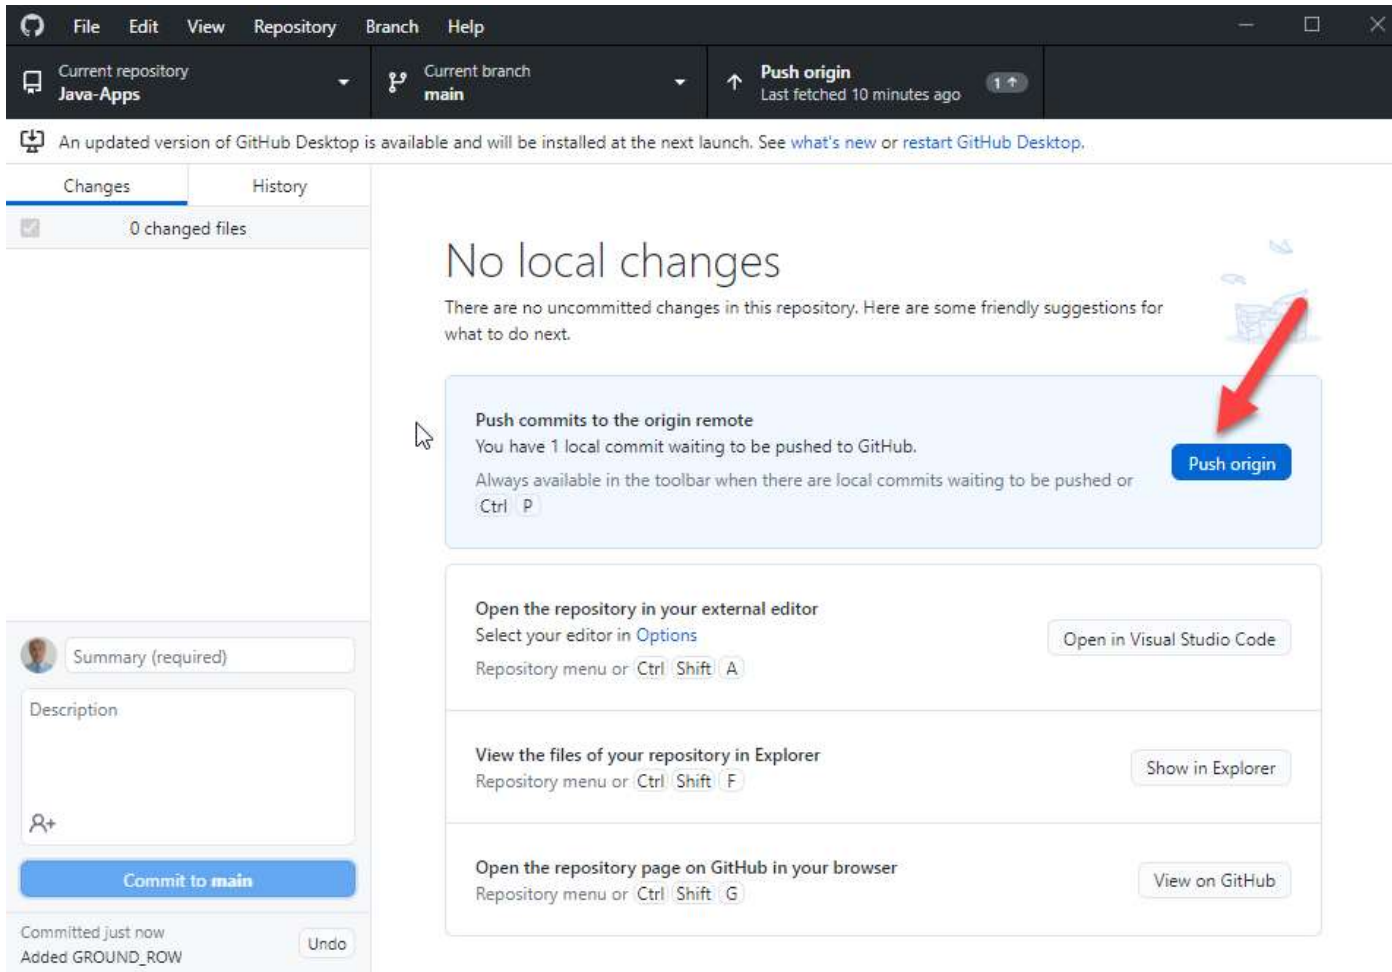 File Edit View Repository Branch Help
Current repository
Java-Apps
Current branch
main
Push origin
Last fetched 10 minutes ago
1
An updated version of GitHub Desktop is available and will be installed at the next launch. See what's new or restart GitHub Desktop.
Changes History
0 changed files
No local changes
There are no uncommitted changes in this repository. Here are some friendly suggestions for
what to do next.
Push commits to the origin remote
You have 1 local commit waiting to be pushed to GitHub.
Always available in the toolbar when there are local commits waiting to be pushed or
Ctrl P
Push origin
Open the repository in your external editor
Select your editor in Options
Repository menu or Ctrl Shift A
Open in Visual Studio Code
View the files of your repository in Explorer
Repository menu or Ctrl Shift F
Show in Explorer
Open the repository page on GitHub in your browser
Repository menu or Ctrl Shift G
View on GitHub
Summary (required)
Description
Commit to main
Committed just now
Added GROUND_ROW
Undo